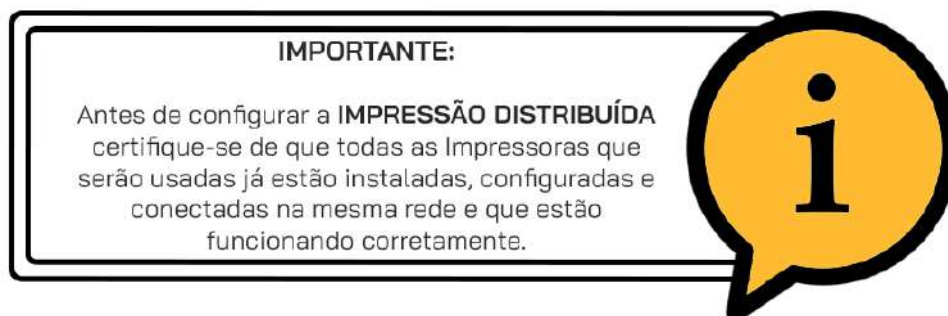 IMPORTANTE:
Antes de configurar a IMPRESSÃO DISTRIBUÍDA
certifique-se de que todas as Impressoras que
serão usadas já estão instaladas, configuradas e
conectadas na mesma rede e que estão
funcionando corretamente.
i